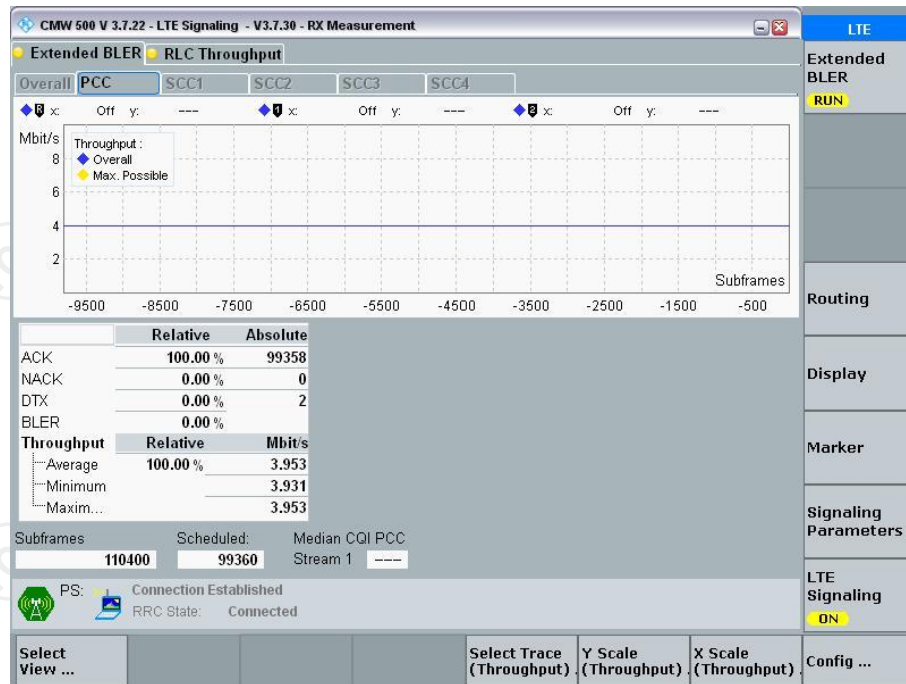 CMW 500 V 3.7.22 - LTE Signaling - V3.7.30 - RX Measurement
LTE
Extended BLER RLC Throughput
Overall PCC SCC1 SCC2 SCC3 SCC4
Extended
BLER
RUN
R x: Off y: --- 1 x: Off y: --- 2 x: Off y: ---
Mbit/s
Throughput :
Overall
Max. Possible
8
6
4
2
Subframes
-9500 -8500 -7500 -6500 -5500 -4500 -3500 -2500 -1500 -500
Relative Absolute
ACK 100.00 % 99358
NACK 0.00 % 0
DTX 0.00 % 2
BLER 0.00 %
Throughput Relative Mbit/s
Average 100.00 % 3.953
Minimum 3.931
Maxim... 3.953
Subframes Scheduled: Median CQI PCC
110400 99360 Stream 1 ---
PS: Connection Established
RRC State: Connected
Routing
Display
Marker
Signaling
Parameters
LTE
Signaling
ON
Select
View ...
Select Trace
(Throughput) .
Y Scale
(Throughput) .
X Scale
(Throughput) .
Config ...